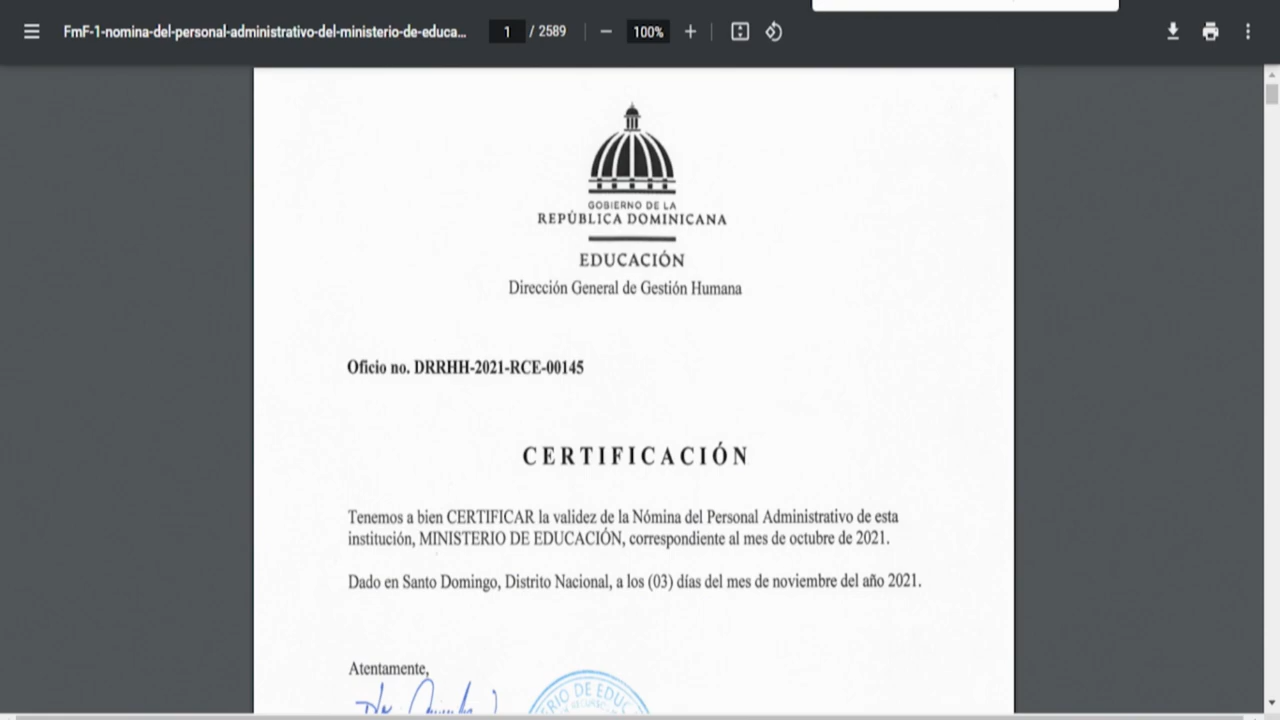 FmF-1-nomina-del-personal-administrativo-del-ministerio-de-educa... 1 / 2589 100%
GOBIERNO DE LA
REPÚBLICA DOMINICANA
EDUCACIÓN
Dirección General de Gestión Humana
Oficio no. DRRHH-2021-RCE-00145
CERTIFICACIÓN
Tenemos a bien CERTIFICAR la validez de la Nómina del Personal Administrativo de esta
institución, MINISTERIO DE EDUCACIÓN, correspondiente al mes de octubre de 2021.
Dado en Santo Domingo, Distrito Nacional, a los (03) días del mes de noviembre del año 2021.
Atentamente,
DE EDUC